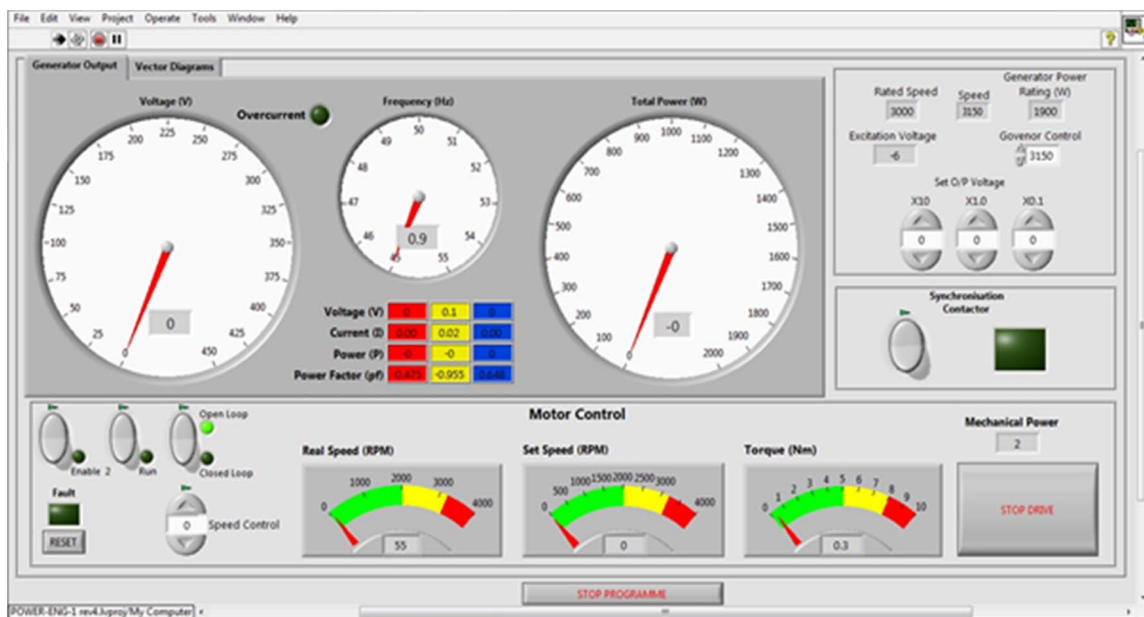 File Edit View Project Operate Tools Window Help
Generator Output Vector Diagrams
Voltage (V)
Overcurrent
Frequency (Hz)
Total Power (W)
0 25 50 75 100 125 150 175 200 225 250 275 300 325 350 375 400 425 450
0
45 46 47 48 49 50 51 52 53 54 55
0.9
0 100 200 300 400 500 600 700 800 900 1000 1100 1200 1300 1400 1500 1600 1700 1800 1900 2000
-0
Voltage (V) 0 0.1 0
Current (I) 0.00 0.02 0.00
Power (P) -0 -0 0
Power Factor (pf) 0.475 -0.955 0.648
Generator Power
Rated Speed Speed Rating (W)
3000 3150 1900
Excitation Voltage Govenor Control
-6 3150
Set O/P Voltage
X10 X1.0 X0.1
0 0 0
Synchronisation
Contactor
Motor Control
Open Loop
Enable 2 Run Closed Loop
Fault
RESET
0 Speed Control
Real Speed (RPM)
0 1000 2000 3000 4000
55
Set Speed (RPM)
0 500 1000 1500 2000 2500 3000 4000
0
Torque (Nm)
0 1 2 3 4 5 6 7 8 9 10
0.3
Mechanical Power
2
STOP DRIVE
STOP PROGRAMME
POWER-ENG-1 rev4.lvproj/My Computer